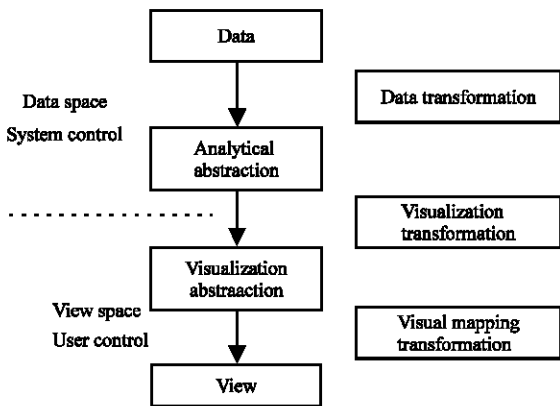 Data
Data space
System control
Data transformation
Analytical
abstraction
Visualization
transformation
Visualization
abstraaction
View space
User control
Visual mapping
transformation
View